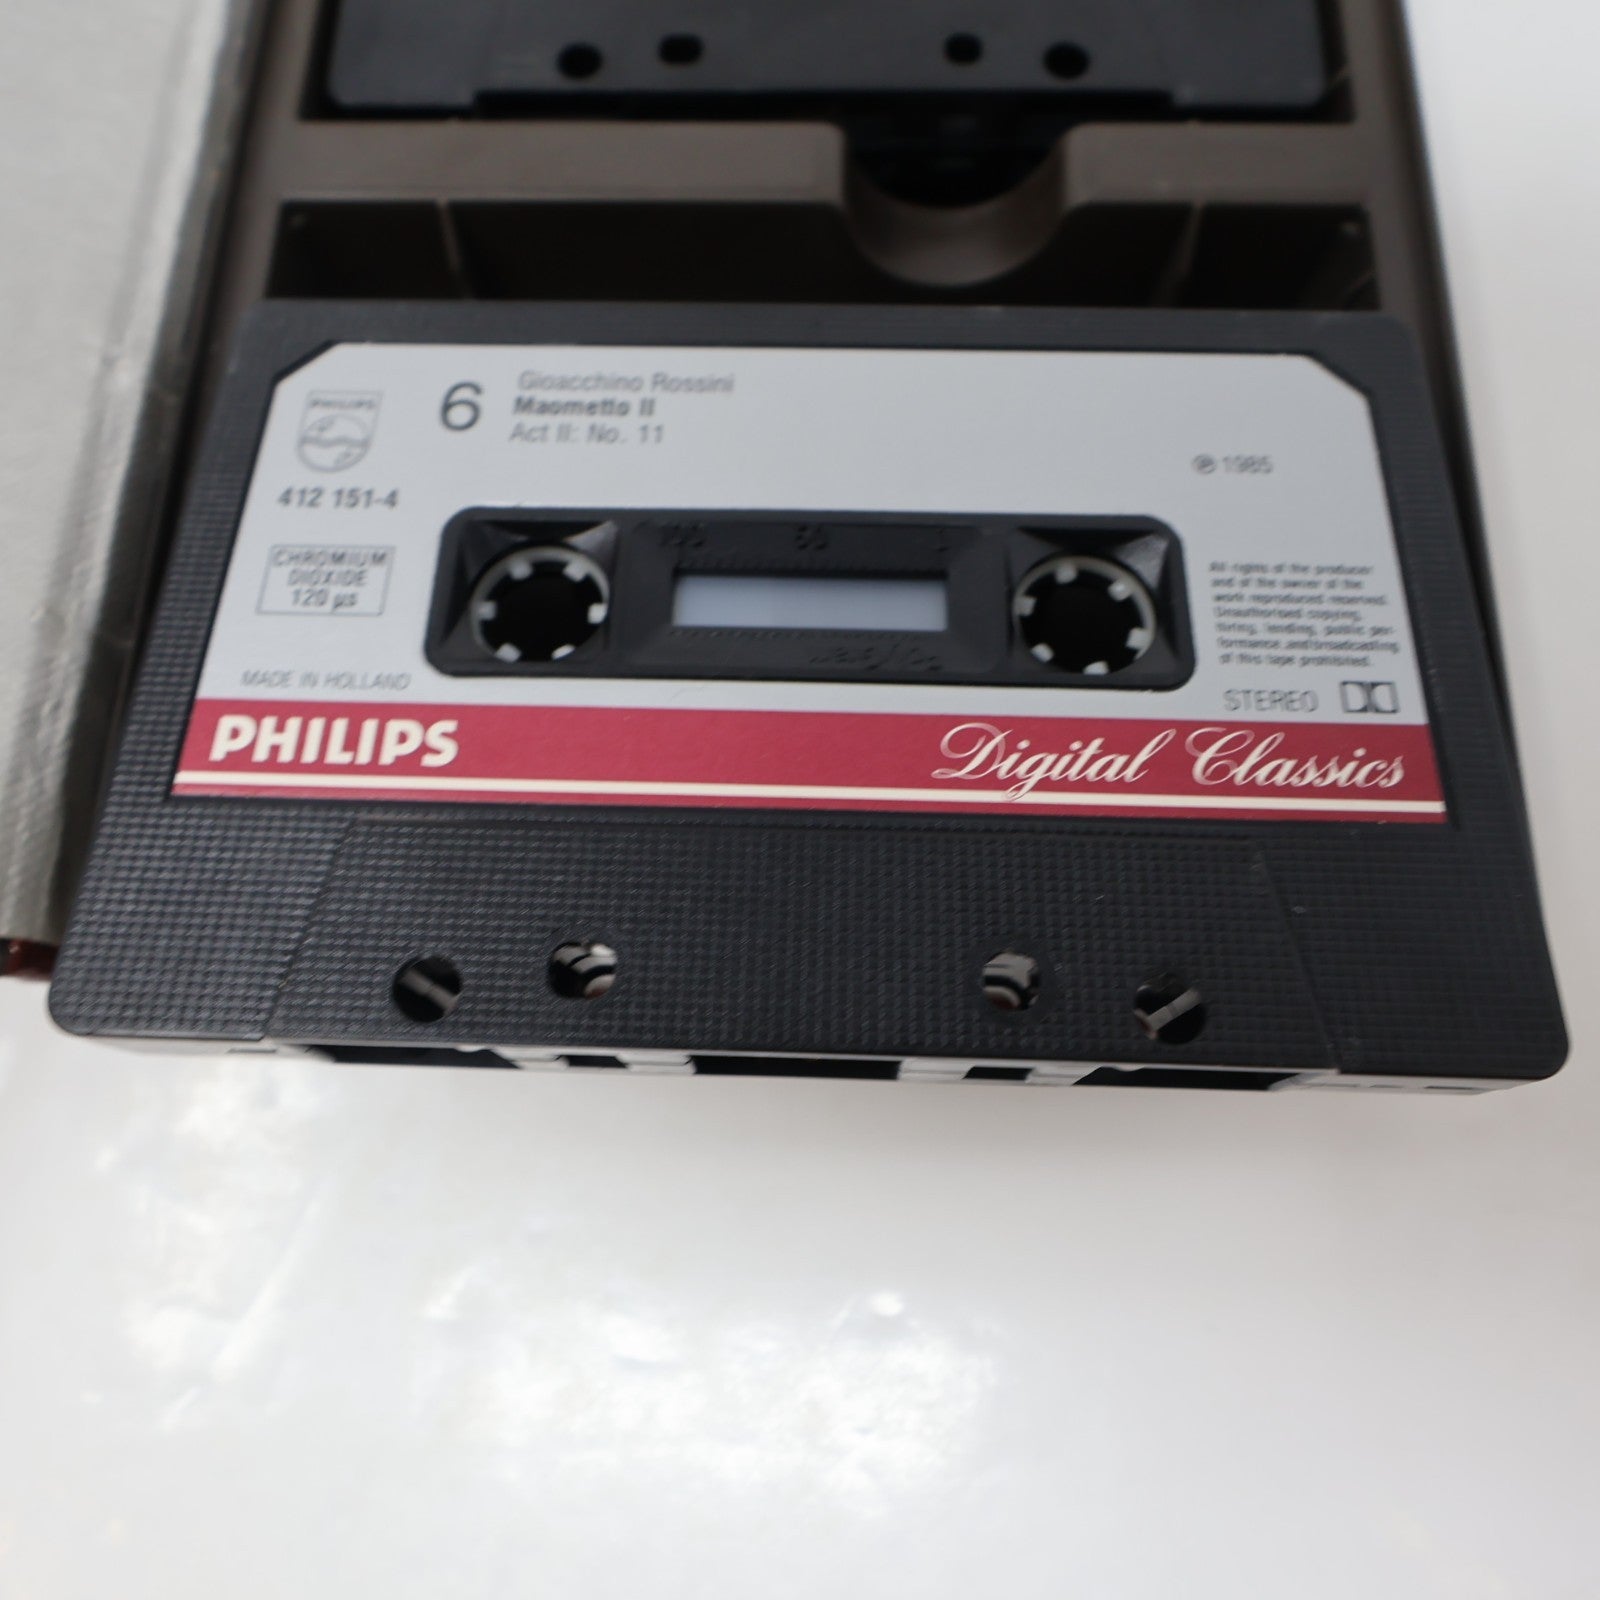 PHILIPS
6
Gioacchino Rossini
Maometto II
Act II: No. 11
℗ 1985
412 151-4
CHROMIUM
DIOXIDE
120 µs
100 50
All rights of the producer
and of the owner of the
work reproduced reserved.
Unauthorised copying,
hiring, lending, public per-
formance and broadcasting
of this tape prohibited.
MADE IN HOLLAND
STEREO
PHILIPS
Digital Classics